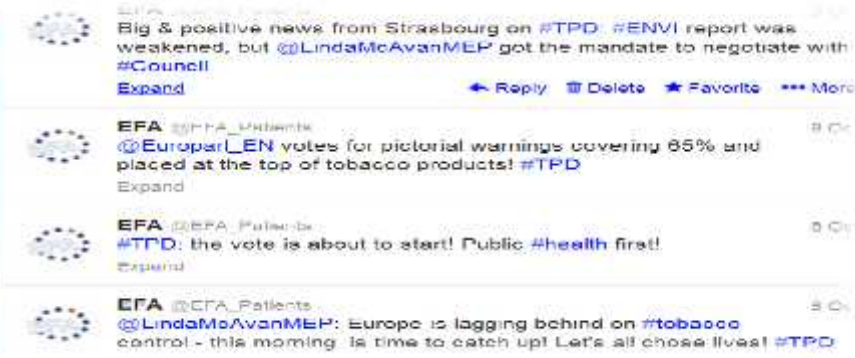 Big & positive news from Strasbourg on #TPD: #ENVI report was
weakened, but @LindaMcAvanMEP got the mandate to negotiate with
#Council
Expand Reply Delete Favorite More
EFA @EFA_Patients
@Europarl_EN votes for pictorial warnings covering 65% and
placed at the top of tobacco products! #TPD
Expand
EFA @EFA_Patients
#TPD: the vote is about to start! Public #health first!
Expand
EFA @EFA_Patients
@LindaMcAvanMEP: Europe is lagging behind on #tobacco
control - this morning is time to catch up! Let's all chose lives! #TPD